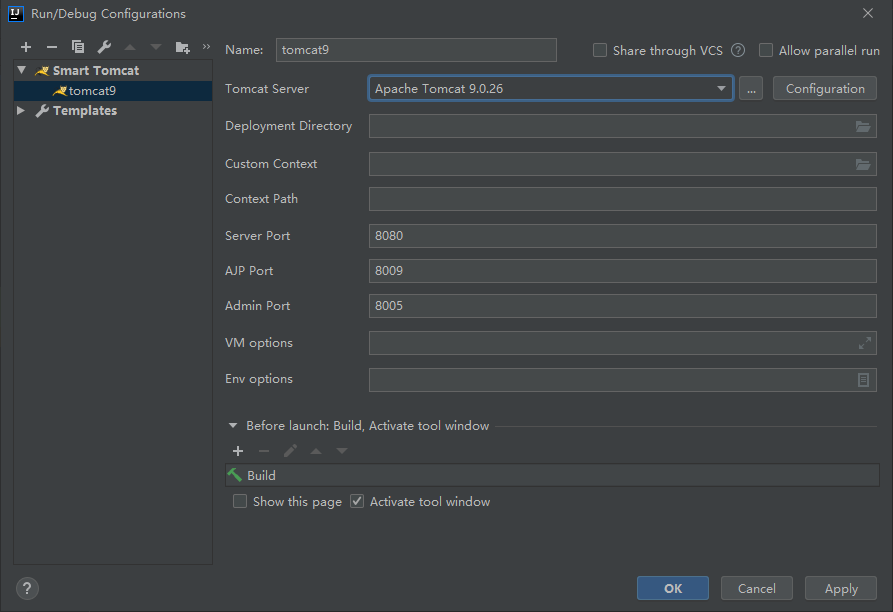 Run/Debug Configurations
Name: tomcat9 Share through VCS ? Allow parallel run
Smart Tomcat
tomcat9
Templates
Tomcat Server Apache Tomcat 9.0.26 ... Configuration
Deployment Directory
Custom Context
Context Path
Server Port 8080
AJP Port 8009
Admin Port 8005
VM options
Env options
Before launch: Build, Activate tool window
Build
Show this page Activate tool window
? OK Cancel Apply